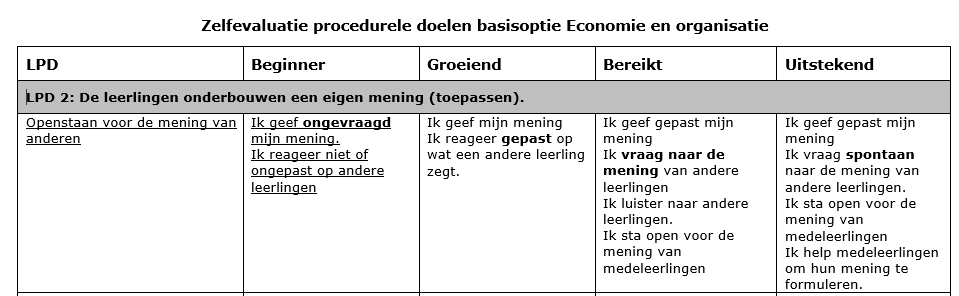 Zelfevaluatie procedurele doelen basisoptie Economie en organisatie
LPD
Beginner
Groeiend
Bereikt
Uitstekend
LPD 2: De leerlingen onderbouwen een eigen mening (toepassen).
Openstaan voor de mening van
anderen
Ik geef ongevraagd
mijn mening.
Ik reageer niet of
ongepast op andere
leerlingen
Ik geef mijn mening
Ik reageer gepast op
wat een andere leerling
zegt.
Ik geef gepast mijn
mening
Ik vraag naar de
mening van andere
leerlingen
Ik luister naar andere
leerlingen.
Ik sta open voor de
mening van
medeleerlingen
Ik geef gepast mijn
mening
Ik vraag spontaan
naar de mening van
andere leerlingen.
Ik sta open voor de
mening van
medeleerlingen
Ik help medeleerlingen
om hun mening te
formuleren.